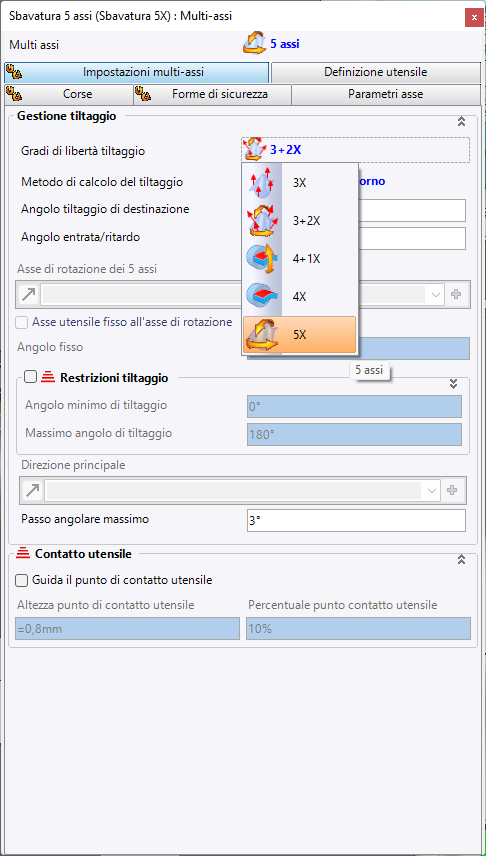 Sbavatura 5 assi (Sbavatura 5X) : Multi-assi
x
Multi assi
5 assi
Impostazioni multi-assi
Definizione utensile
Corse
Forme di sicurezza
Parametri asse
Gestione tiltaggio
Gradi di libertà tiltaggio
3+2X
Metodo di calcolo del tiltaggio
orno
3X
3+2X
4+1X
4X
5X
5 assi
Angolo tiltaggio di destinazione
Angolo entrata/ritardo
Asse di rotazione dei 5 assi
Asse utensile fisso all'asse di rotazione
Angolo fisso
Restrizioni tiltaggio
Angolo minimo di tiltaggio
0°
Massimo angolo di tiltaggio
180°
Direzione principale
Passo angolare massimo
3°
Contatto utensile
Guida il punto di contatto utensile
Altezza punto di contatto utensile
Percentuale punto contatto utensile
=0,8mm
10%